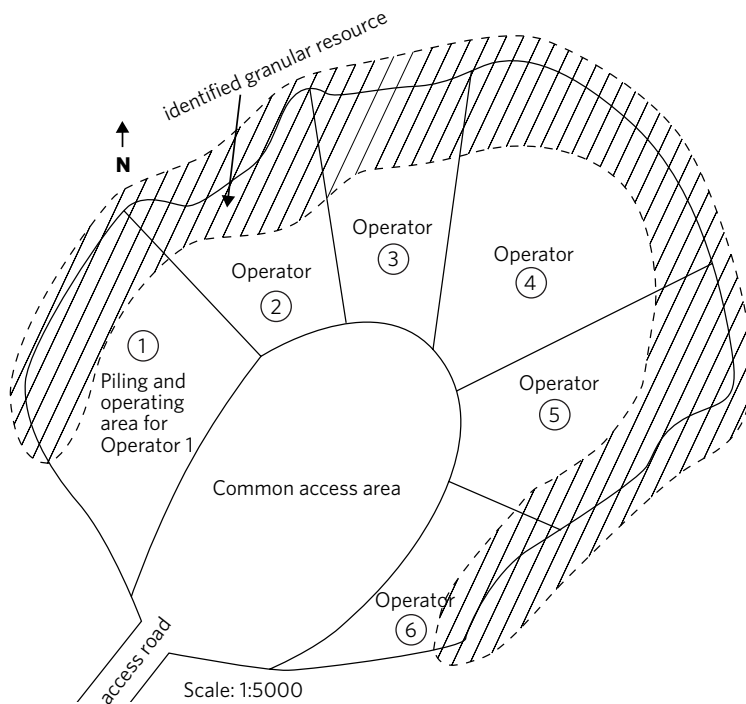 identified granular resource
N
Operator
3
Operator
2
Operator
4
1
Piling and
operating
area for
Operator 1
Operator
5
Common access area
Operator
6
access road
Scale: 1:5000